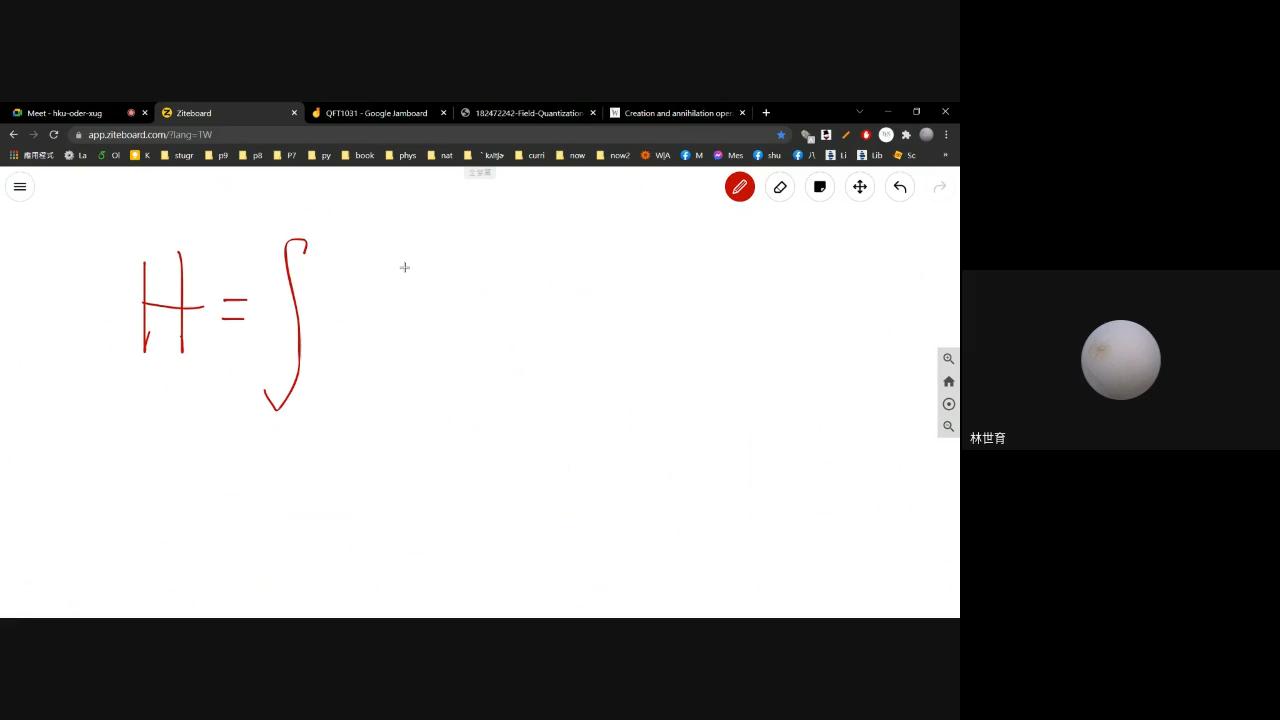 Meet - hku-oder-xug
Ziteboard
QFT1031 - Google Jamboard
182472242-Field-Quantization
Creation and annihilation oper
app.ziteboard.com/?lang=TW
應用程式 La Ol K stugr p9 p8 P7 py book phys nat curri now now2 W|A M Mes shu 八 Li Lib Sc »
H = ∫
林世育